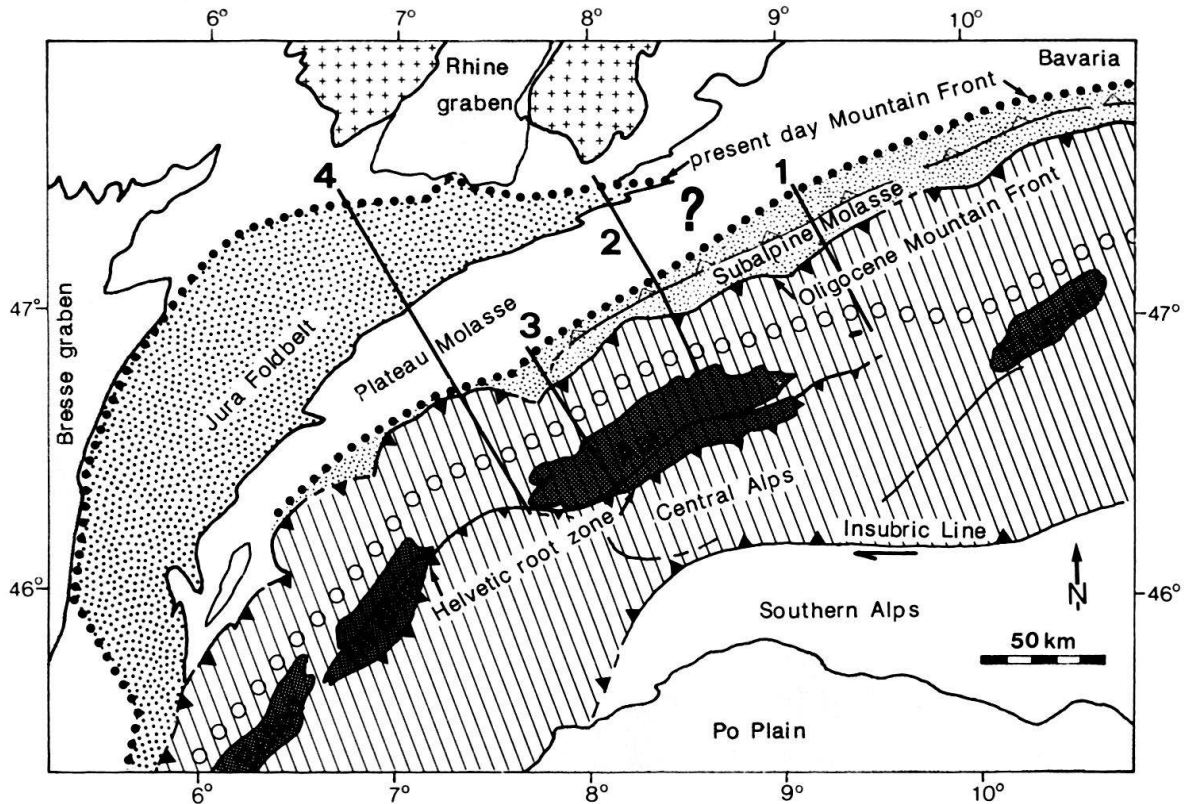 6° 7° 8° 9° 10°
Rhine
graben
Bavaria
present day Mountain Front
4
?
1
2
Subalpine Molasse
Oligocene Mountain Front
47°
47°
Bresse graben
Jura Foldbelt
Plateau Molasse
3
Central Alps
Insubric Line
Helvetic root zone
46°
46°
N
Southern Alps
50 km
Po Plain
6° 7° 8° 9° 10°